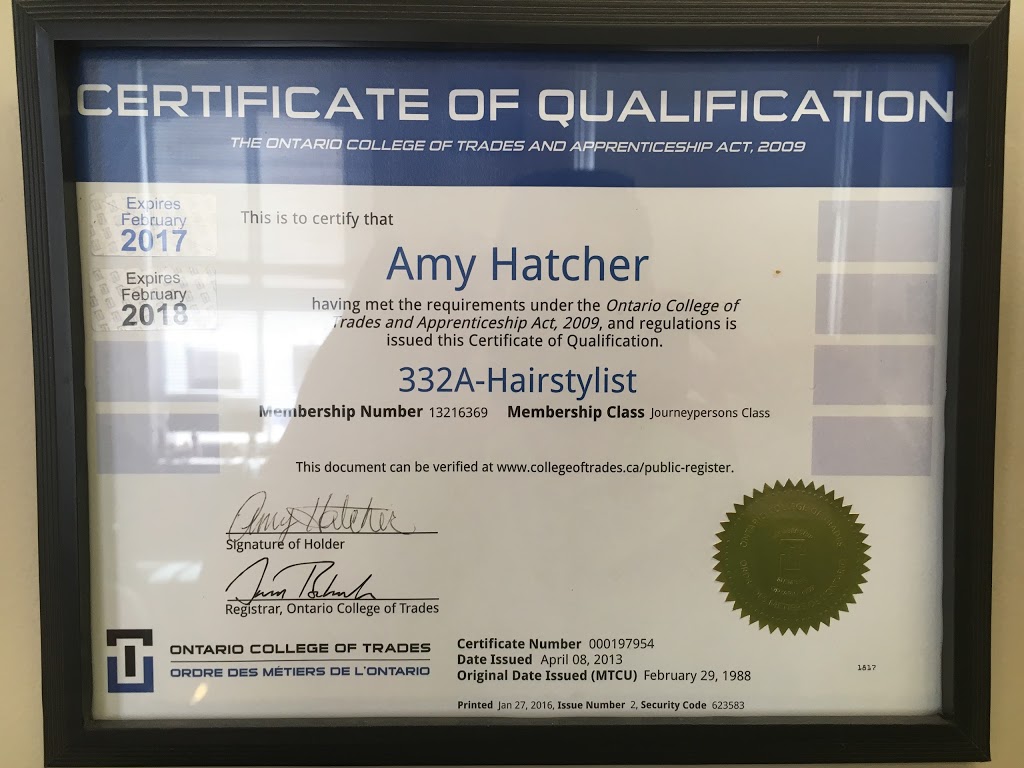 CERTIFICATE OF QUALIFICATION
THE ONTARIO COLLEGE OF TRADES AND APPRENTICESHIP ACT, 2009
Expires
February
2017
Expires
February
2018
This is to certify that
Amy Hatcher
having met the requirements under the Ontario College of
Trades and Apprenticeship Act, 2009, and regulations is
issued this Certificate of Qualification.
332A-Hairstylist
Membership Number 13216369 Membership Class Journeypersons Class
This document can be verified at www.collegeoftrades.ca/public-register.
Amy Hatcher
Signature of Holder
Registrar, Ontario College of Trades
ONTARIO COLLEGE OF TRADES
ORDRE DES MÉTIERS DE L'ONTARIO
Certificate Number 000197954
Date Issued April 08, 2013
Original Date Issued (MTCU) February 29, 1988
Printed Jan 27, 2016, Issue Number 2, Security Code 623583
1817